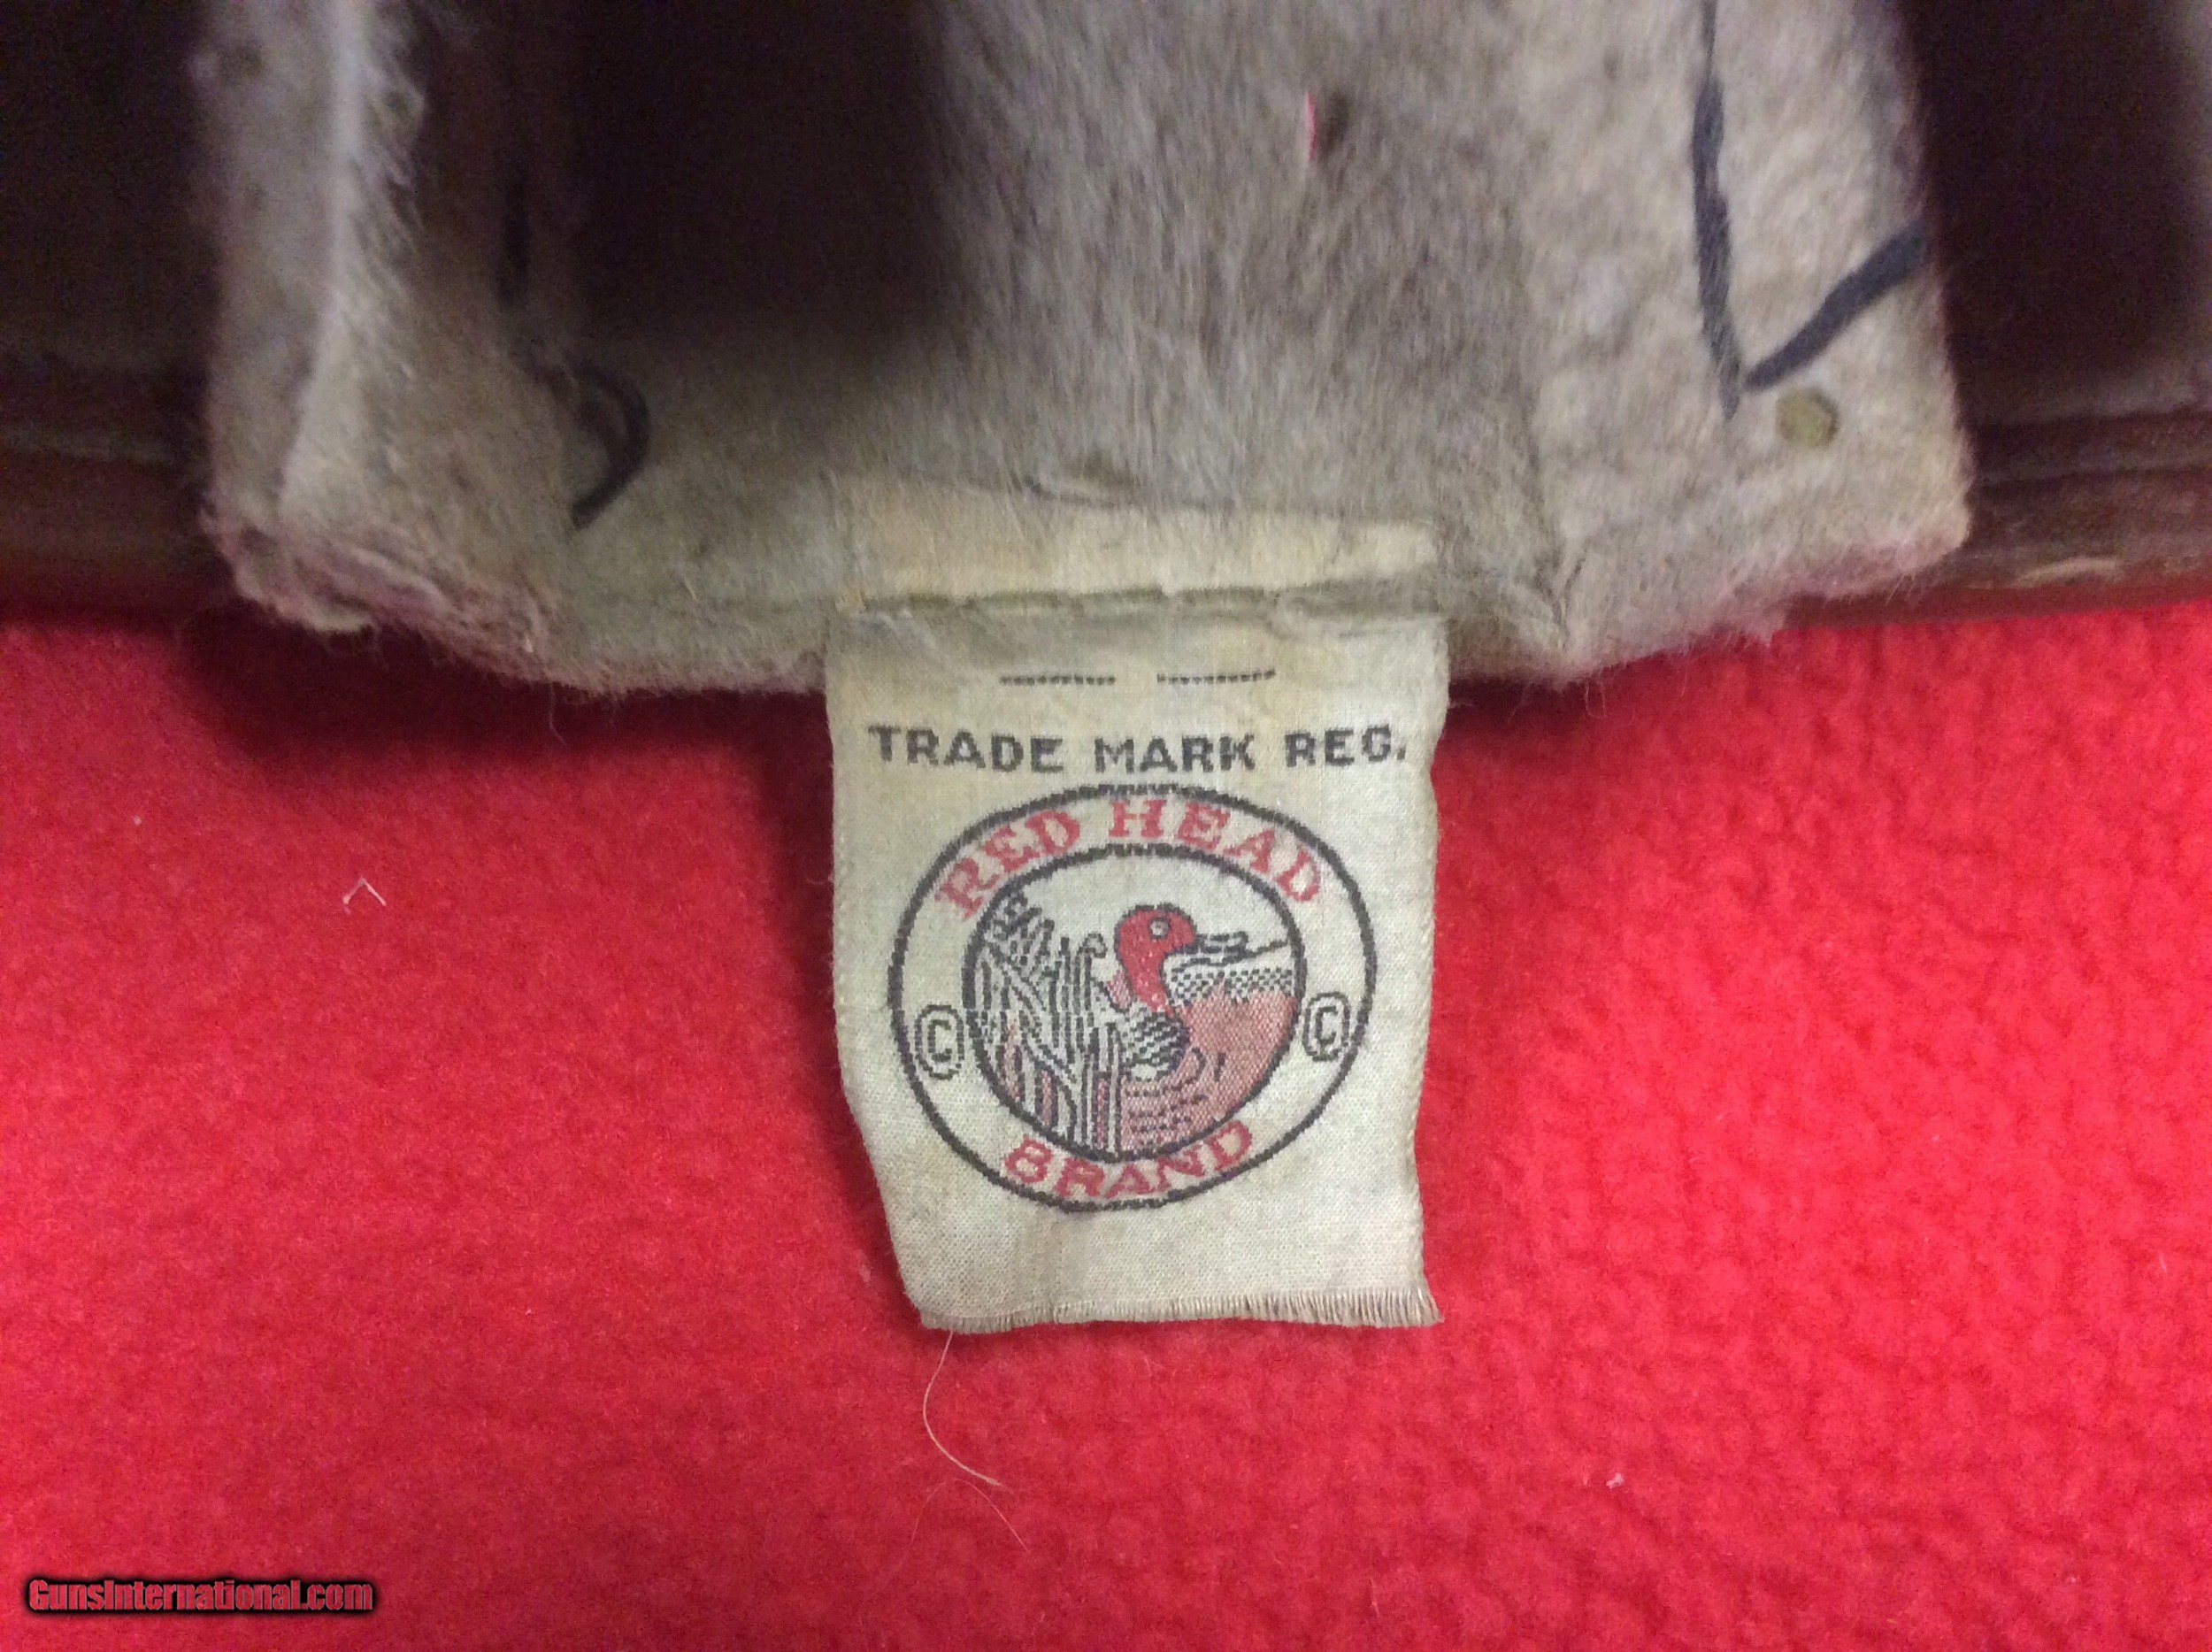 TRADE MARK REG.
RED HEAD
© ©
BRAND
GunsInternational.com